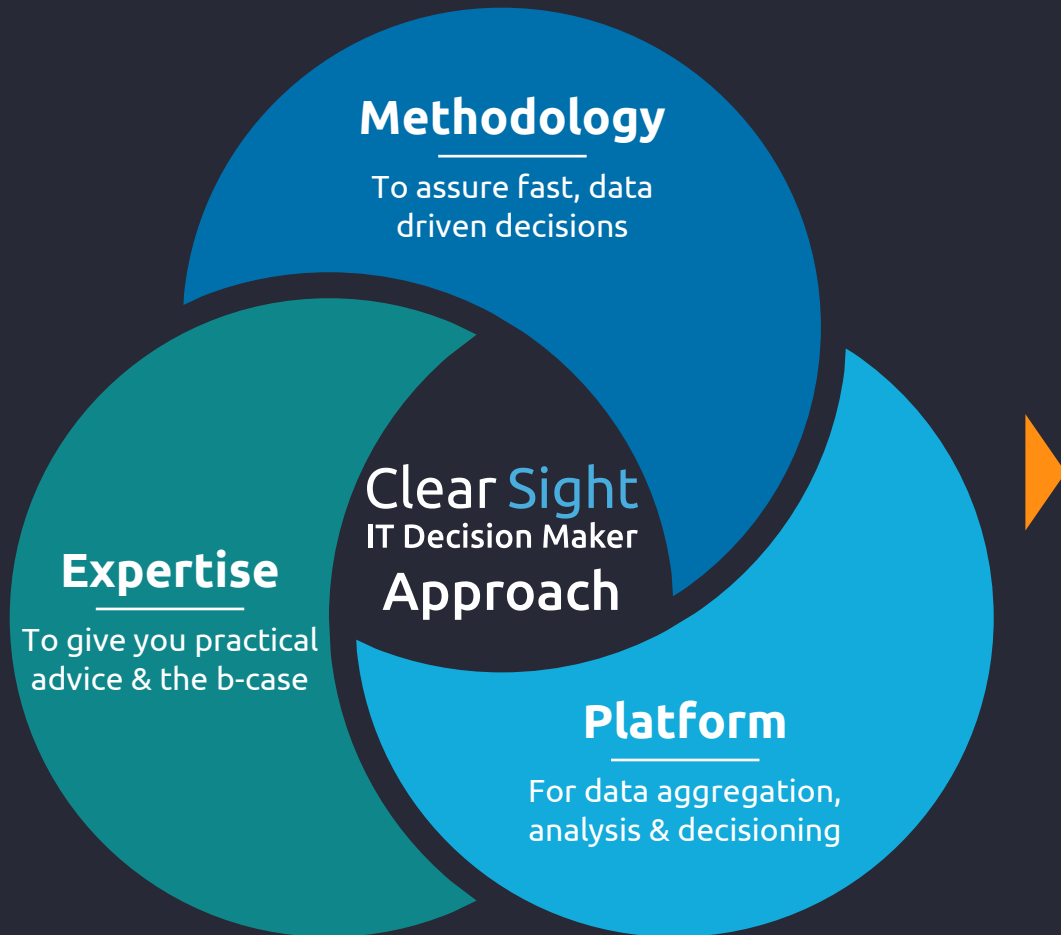 Methodology
To assure fast, data
driven decisions
Clear Sight
IT Decision Maker
Approach
Expertise
To give you practical
advice & the b-case
Platform
For data aggregation,
analysis & decisioning